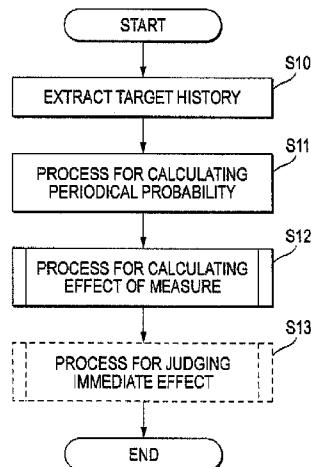 START
S10
EXTRACT TARGET HISTORY
S11
PROCESS FOR CALCULATING
PERIODICAL PROBABILITY
S12
PROCESS FOR CALCULATING
EFFECT OF MEASURE
S13
PROCESS FOR JUDGING
IMMEDIATE EFFECT
END